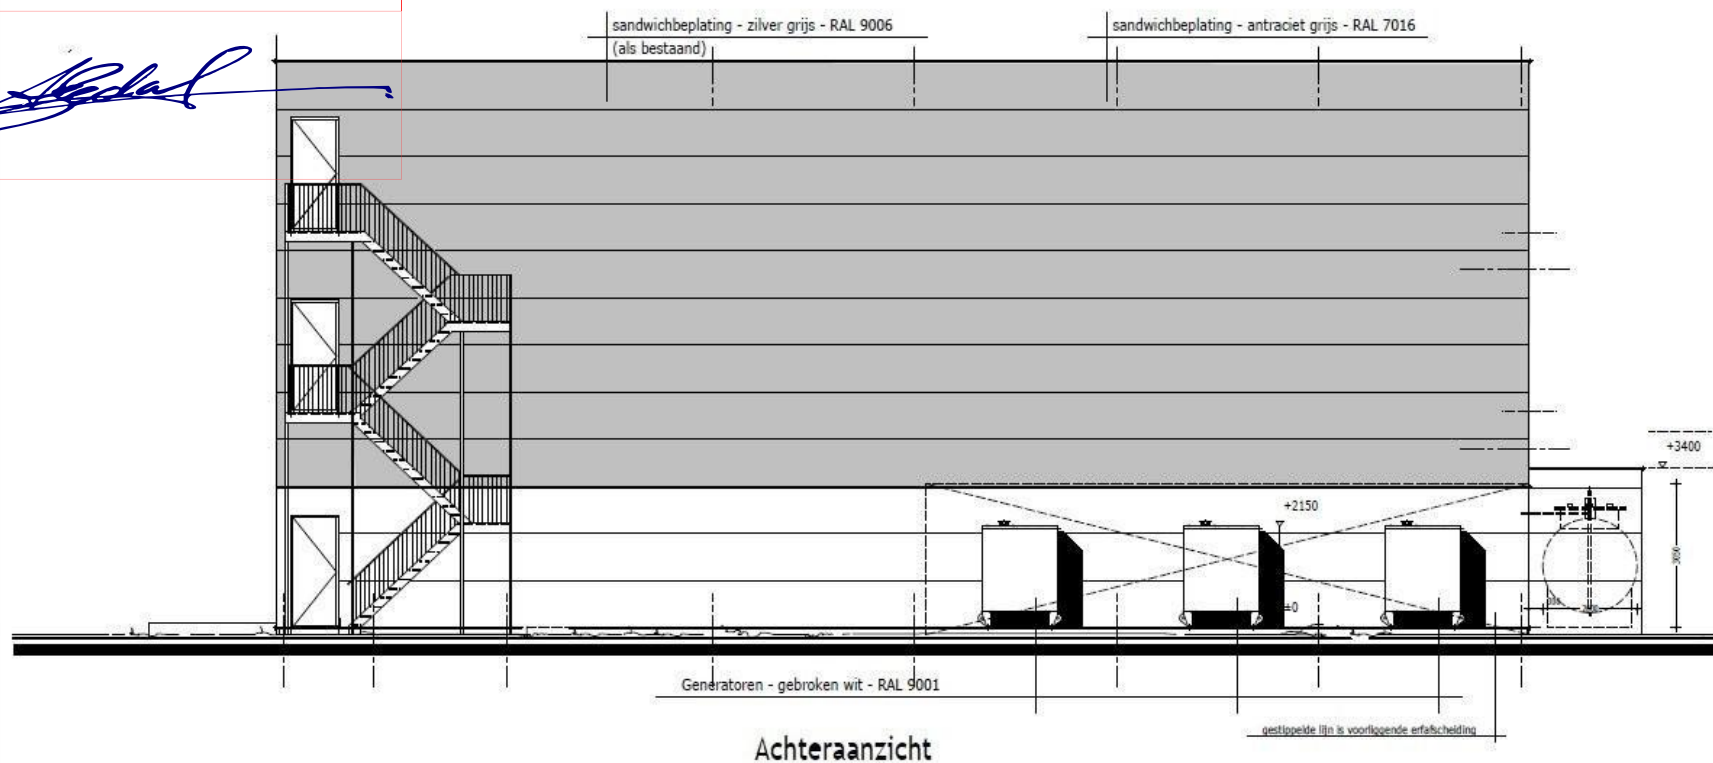 sandwichbeplating - zilver grijs - RAL 9006
(als bestaand)
sandwichbeplating - antraciet grijs - RAL 7016
+3400
+2150
±0
Generatoren - gebroken wit - RAL 9001
gestippelde lijn is voorliggende erfafscheiding
Achteraanzicht